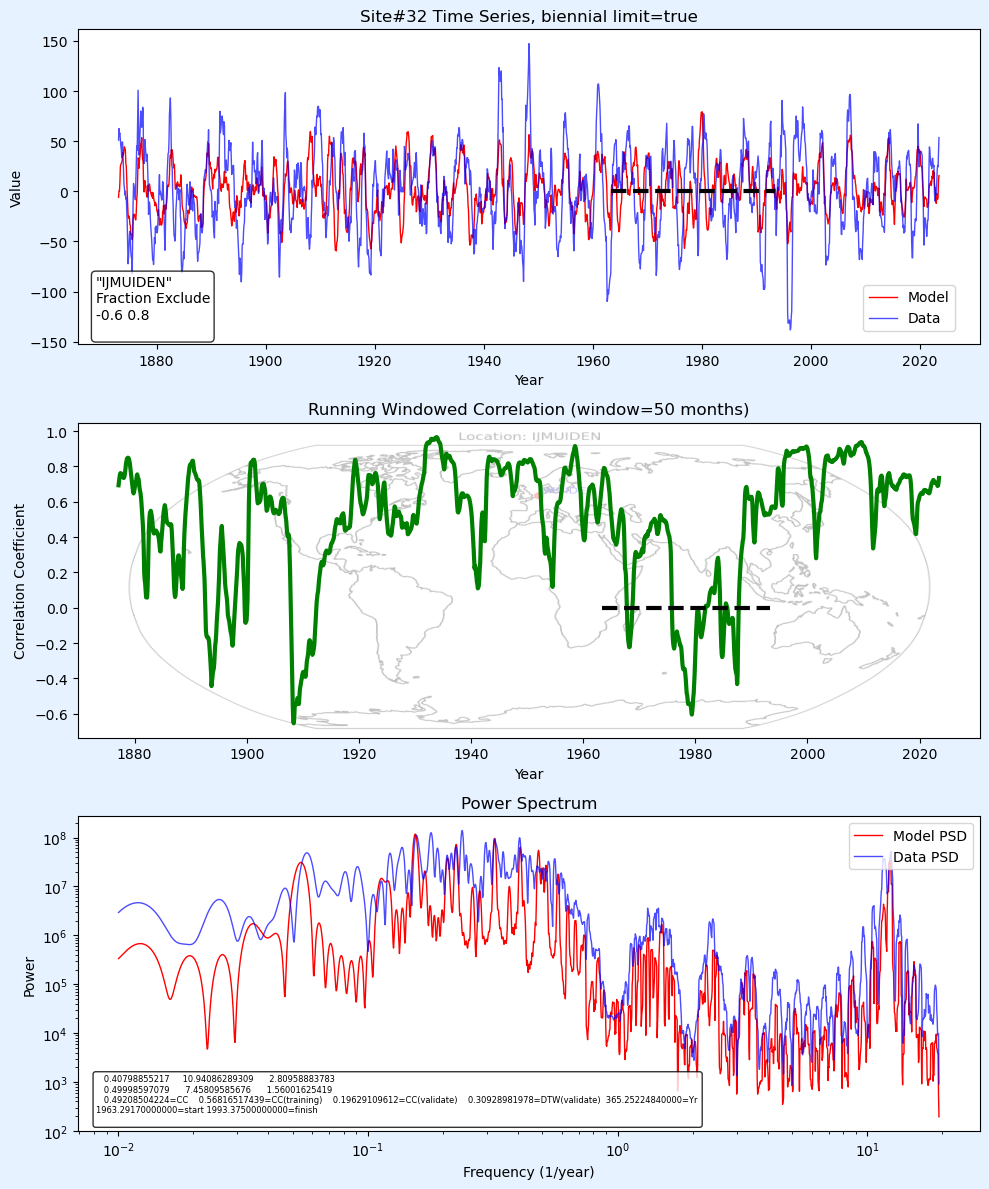 Site#32 Time Series, biennial limit=true
Value
150
100
50
0
−50
−100
−150
"IJMUIDEN"
Fraction Exclude
-0.6 0.8
Model
Data
1880 1900 1920 1940 1960 1980 2000 2020
Year
Running Windowed Correlation (window=50 months)
Location: IJMUIDEN
Correlation Coefficient
1.0
0.8
0.6
0.4
0.2
0.0
−0.2
−0.4
−0.6
1880 1900 1920 1940 1960 1980 2000 2020
Year
Power Spectrum
Power
10⁸
10⁷
10⁶
10⁵
10⁴
10³
10²
Model PSD
Data PSD
0.40798855217 10.94086289309 2.80958883783
0.49998597079 7.45809585676 1.56001625419
0.49208504224=CC 0.56816517439=CC(training) 0.19629109612=CC(validate) 0.30928981978=DTW(validate) 365.25224840000=Yr
1963.29170000000=start 1993.37500000000=finish
10⁻² 10⁻¹ 10⁰ 10¹
Frequency (1/year)